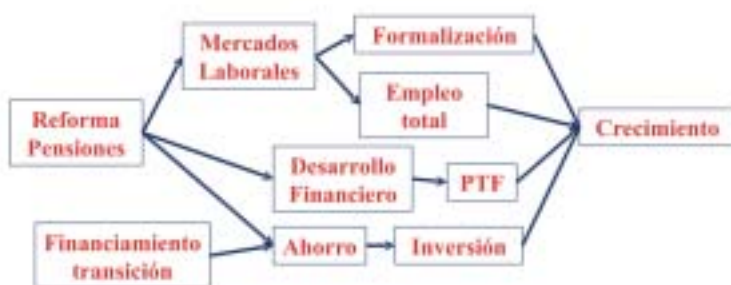 Mercados
Laborales
Formalización
Empleo
total
Reforma
Pensiones
Crecimiento
Desarrollo
Financiero
PTF
Financiamiento
transición
Ahorro
Inversión